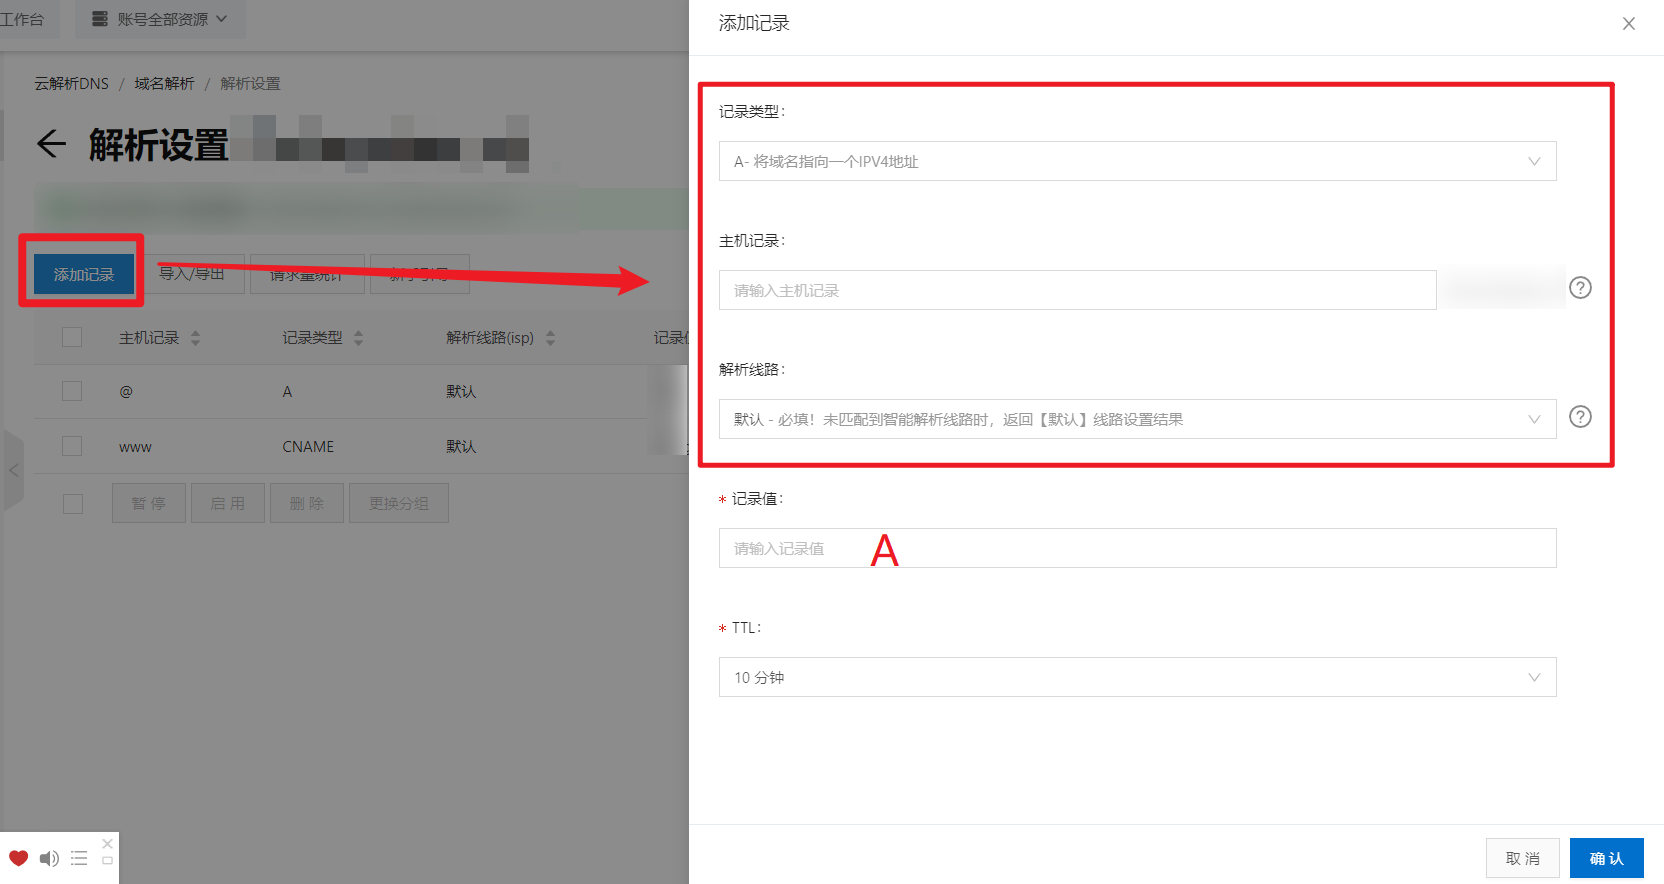 工作台
账号全部资源
云解析DNS / 域名解析 / 解析设置
解析设置
添加记录
导入/导出
请求量统计
主机记录
记录类型
解析线路(isp)
@
A
默认
www
CNAME
默认
暂 停
启 用
删 除
更换分组
添加记录
记录类型：
A- 将域名指向一个IPV4地址
主机记录：
请输入主机记录
解析线路：
默认 - 必填！未匹配到智能解析线路时，返回【默认】线路设置结果
* 记录值：
请输入记录值
A
* TTL：
10 分钟
取 消
确 认